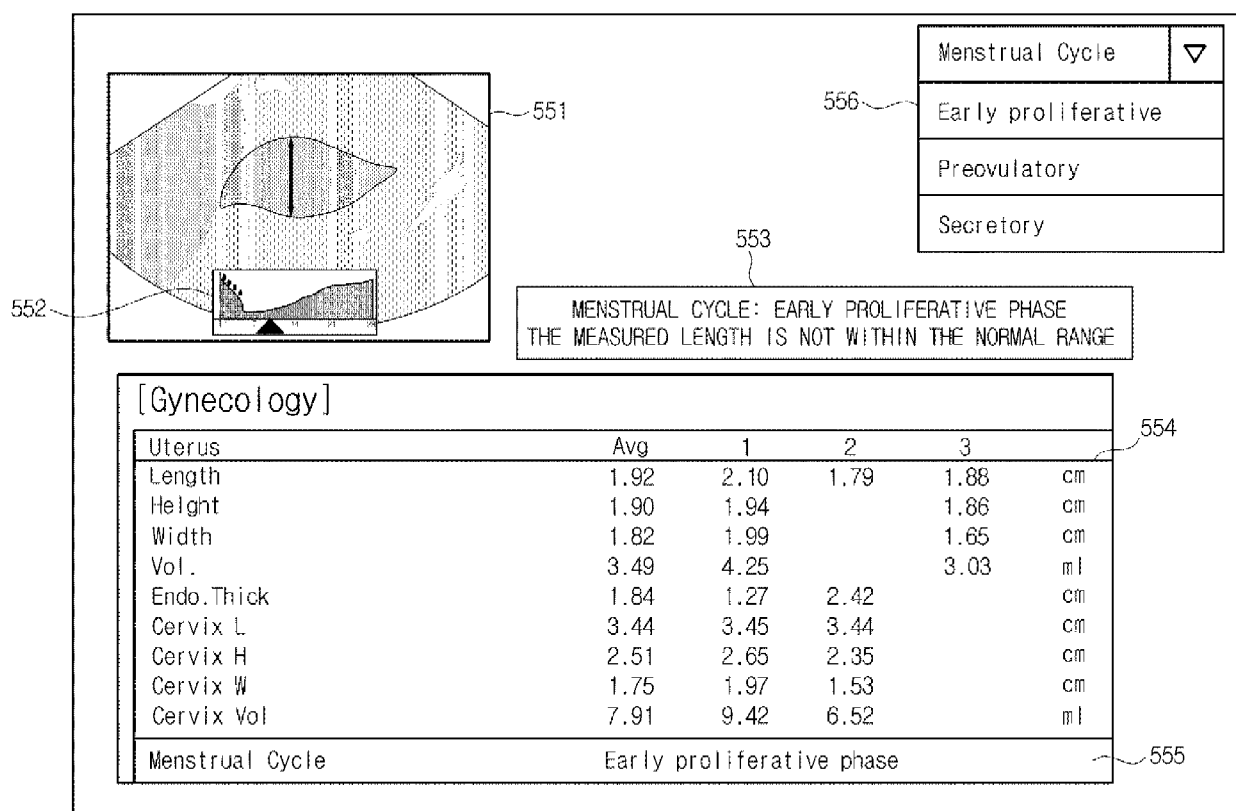 Menstrual Cycle ▽
556 Early proliferative
Preovulatory
Secretory
551
552
14 21 28
553
MENSTRUAL CYCLE: EARLY PROLIFERATIVE PHASE
THE MEASURED LENGTH IS NOT WITHIN THE NORMAL RANGE
[Gynecology]
554
Uterus Avg 1 2 3
Length 1.92 2.10 1.79 1.88 cm
Height 1.90 1.94 1.86 cm
Width 1.82 1.99 1.65 cm
Vol. 3.49 4.25 3.03 ml
Endo.Thick 1.84 1.27 2.42 cm
Cervix L 3.44 3.45 3.44 cm
Cervix H 2.51 2.65 2.35 cm
Cervix W 1.75 1.97 1.53 cm
Cervix Vol 7.91 9.42 6.52 ml
Menstrual Cycle Early proliferative phase 555